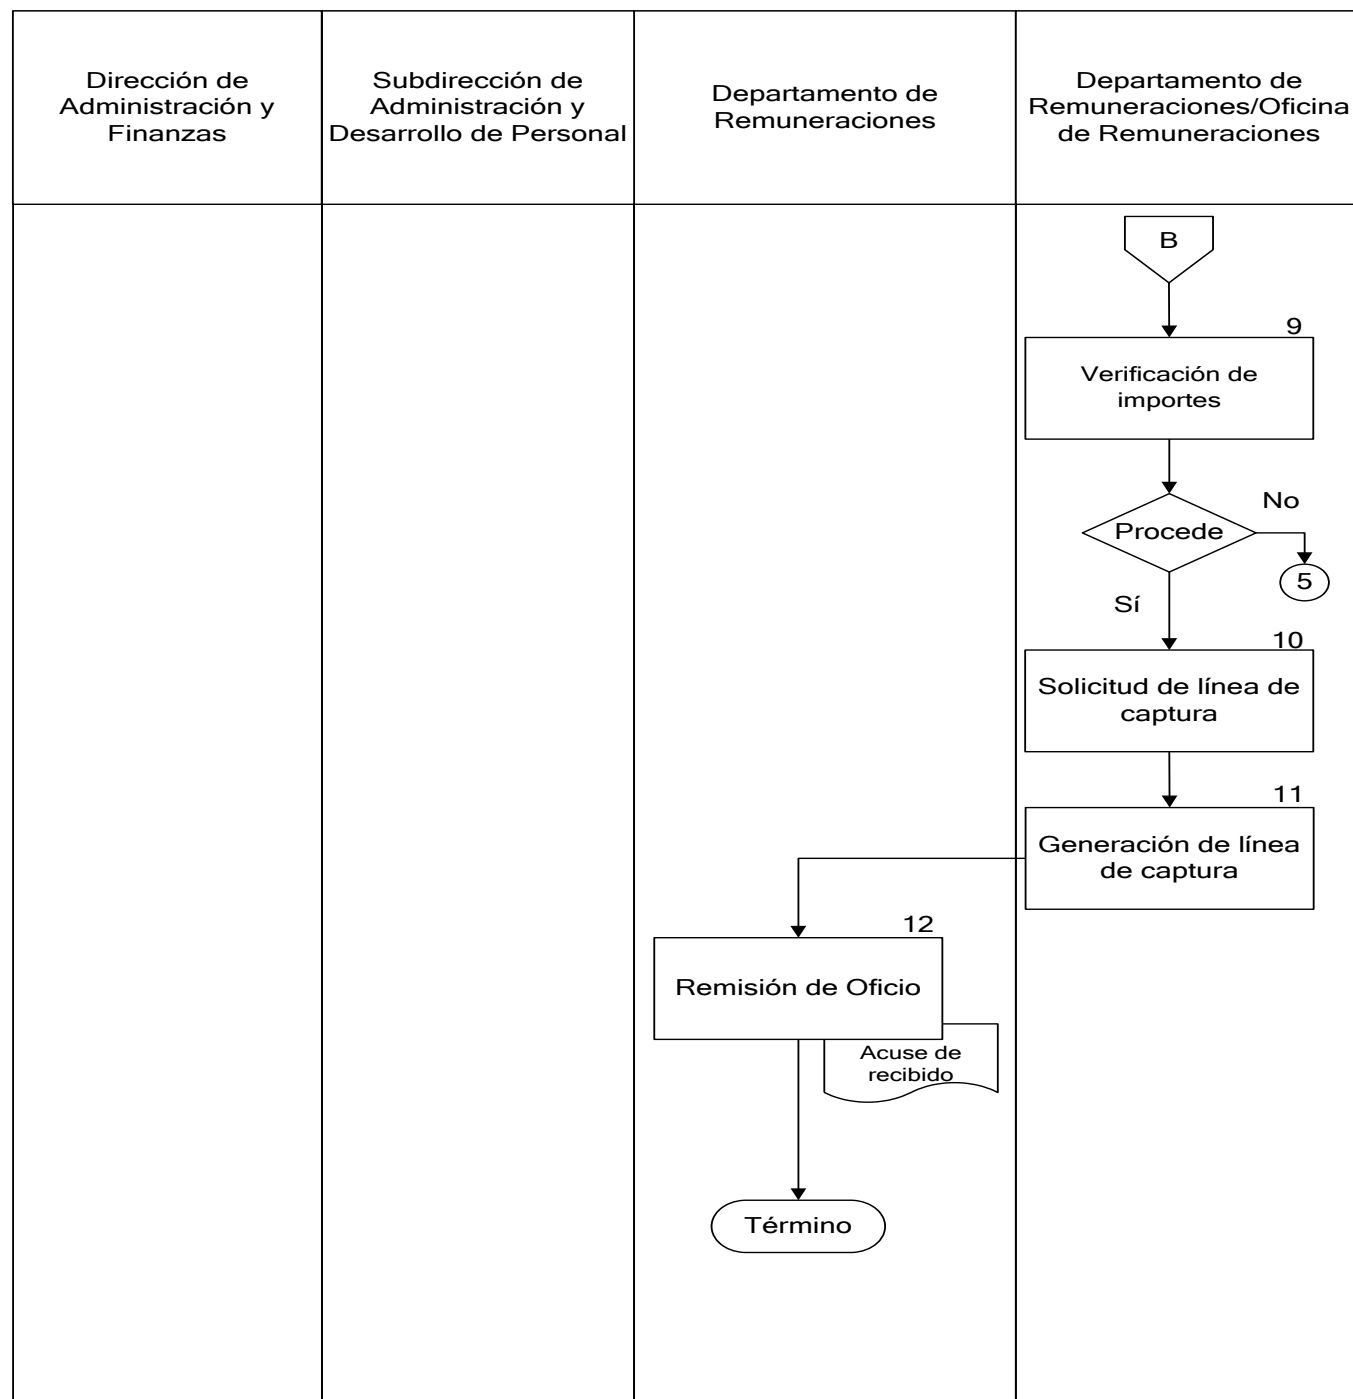 Dirección de
Administración y
Finanzas
Subdirección de
Administración y
Desarrollo de Personal
Departamento de
Remuneraciones
Departamento de
Remuneraciones/Oficina
de Remuneraciones
B
9
Verificación de
importes
Procede
No
5
Sí
10
Solicitud de línea de
captura
11
Generación de línea
de captura
12
Remisión de Oficio
Acuse de
recibido
Término